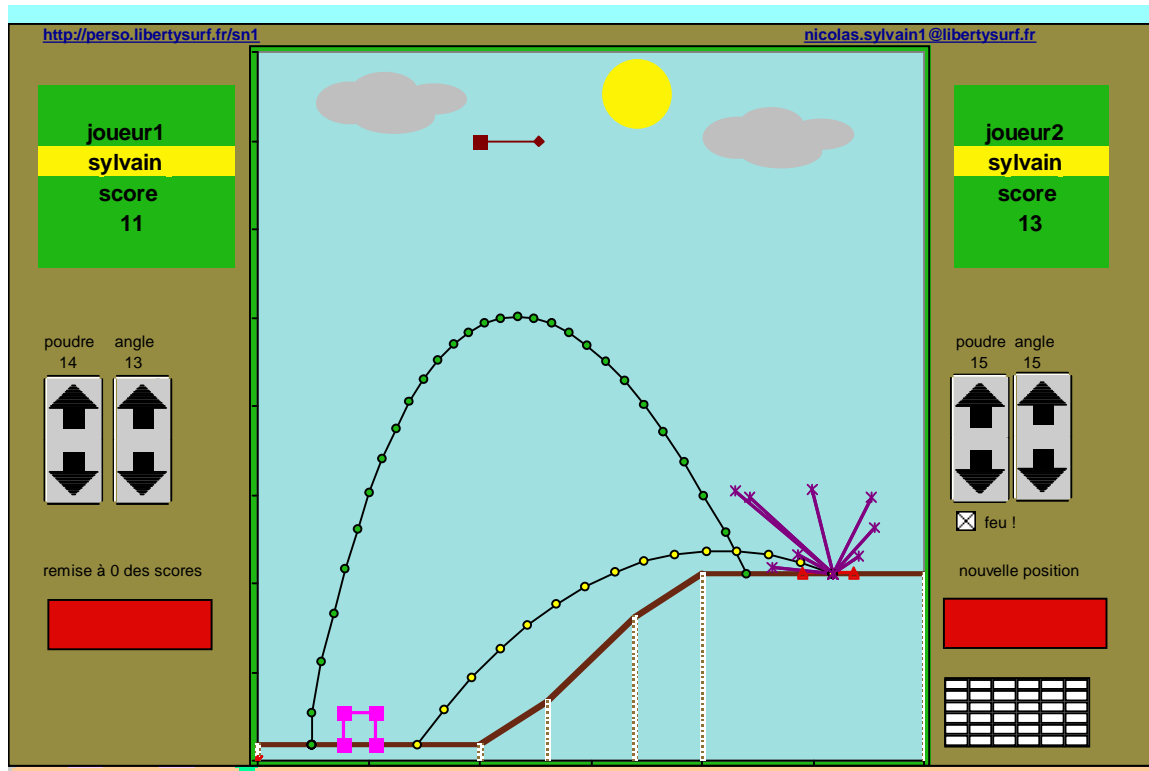 http://perso.libertysurf.fr/sn1
nicolas.sylvain1@libertysurf.fr
joueur1
sylvain
score
11
joueur2
sylvain
score
13
poudre angle
14 13
poudre angle
15 15
feu !
remise à 0 des scores
nouvelle position